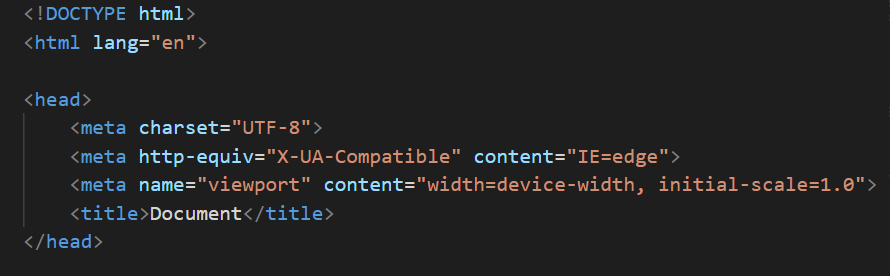 <!DOCTYPE html>
<html lang="en">
<head>
<meta charset="UTF-8">
<meta http-equiv="X-UA-Compatible" content="IE=edge">
<meta name="viewport" content="width=device-width, initial-scale=1.0">
<title>Document</title>
</head>